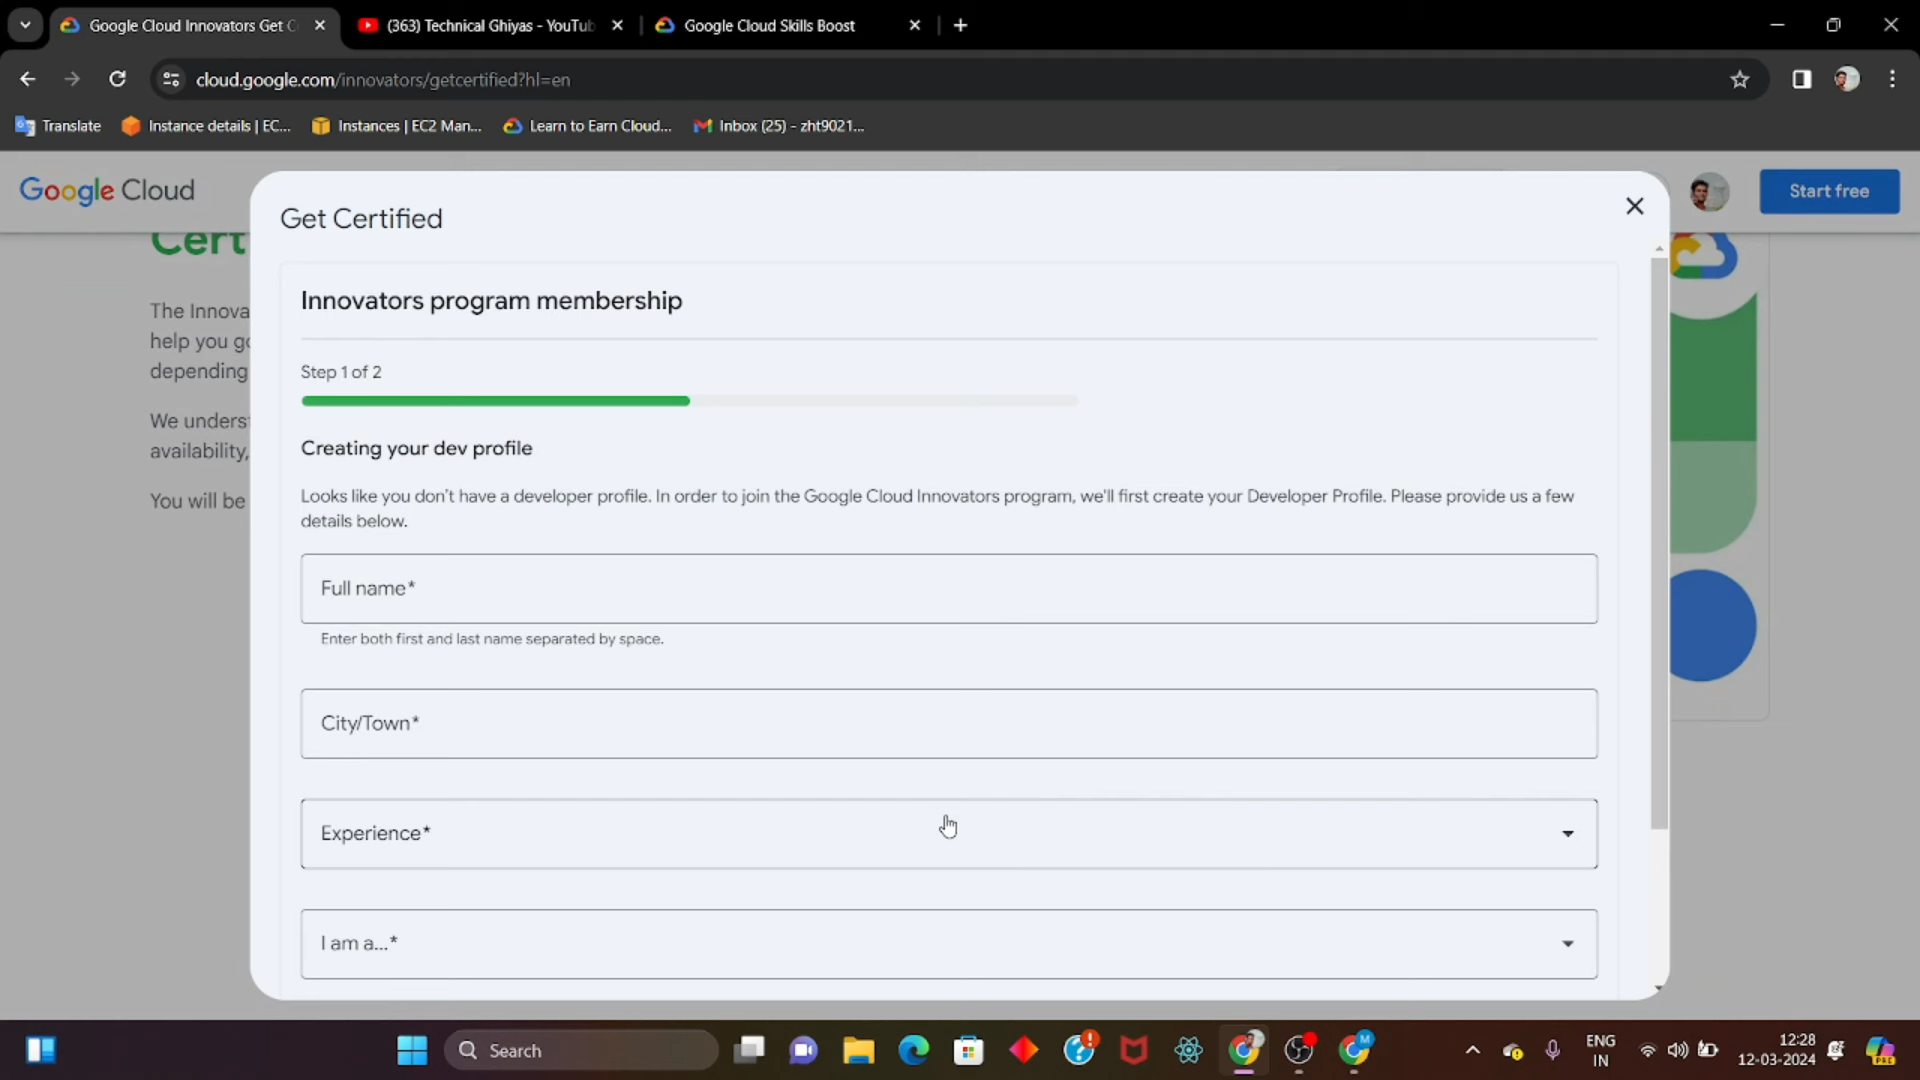 Google Cloud Innovators Get C
(363) Technical Ghiyas - YouTub
Google Cloud Skills Boost
cloud.google.com/innovators/getcertified?hl=en
Translate
Instance details | EC...
Instances | EC2 Man...
Learn to Earn Cloud...
Inbox (25) - zht9021...
Google Cloud
Start free
Get Certified
Cert
The Innova
help you go
depending
We underst
availability,
You will be
Innovators program membership
Step 1 of 2
Creating your dev profile
Looks like you don't have a developer profile. In order to join the Google Cloud Innovators program, we'll first create your Developer Profile. Please provide us a few
details below.
Full name*
Enter both first and last name separated by space.
City/Town*
Experience*
I am a...*
Search
M
ENG
IN
12:28
12-03-2024
PRE